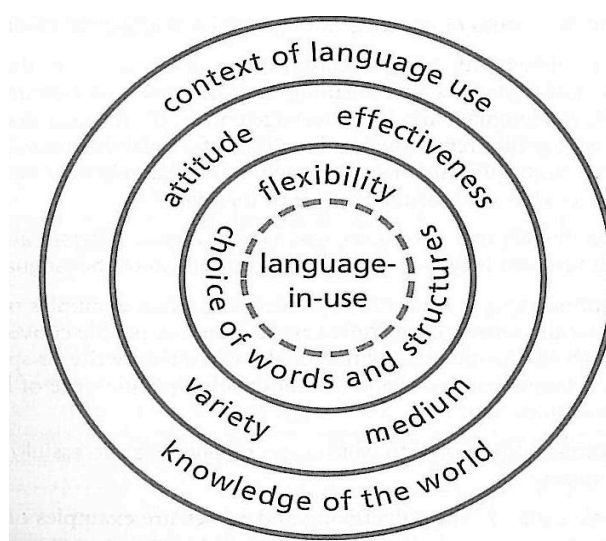 context of language use
attitude
effectiveness
flexibility
choice of words and structures
language-
in-use
variety
medium
knowledge of the world